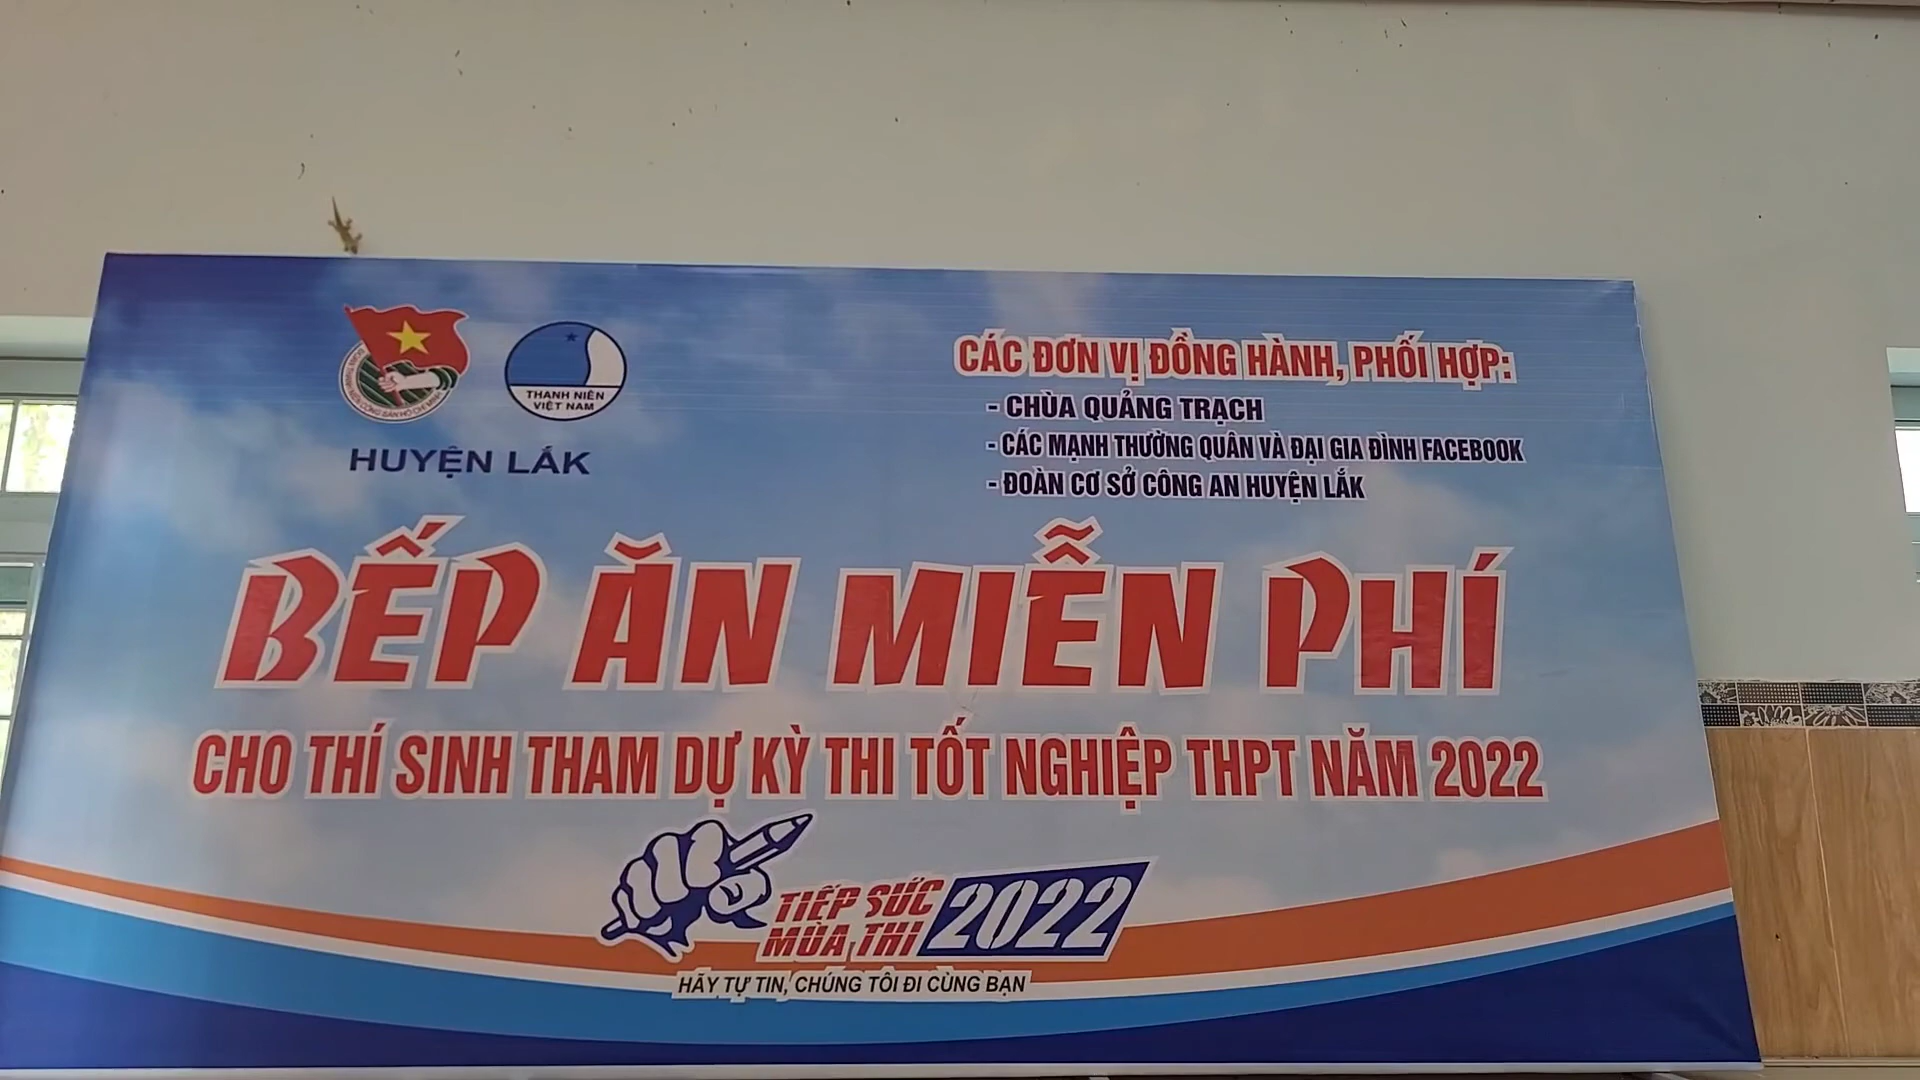 THANH NIÊN
VIỆT NAM
HUYỆN LẮK
CÁC ĐƠN VỊ ĐỒNG HÀNH, PHỐI HỢP:
- CHÙA QUẢNG TRẠCH
- CÁC MẠNH THƯỜNG QUÂN VÀ ĐẠI GIA ĐÌNH FACEBOOK
- ĐOÀN CƠ SỞ CÔNG AN HUYỆN LẮK
BẾP ĂN MIỄN PHÍ
CHO THÍ SINH THAM DỰ KỲ THI TỐT NGHIỆP THPT NĂM 2022
TIẾP SỨC
MÙA THI 2022
HÃY TỰ TIN, CHÚNG TÔI ĐI CÙNG BẠN